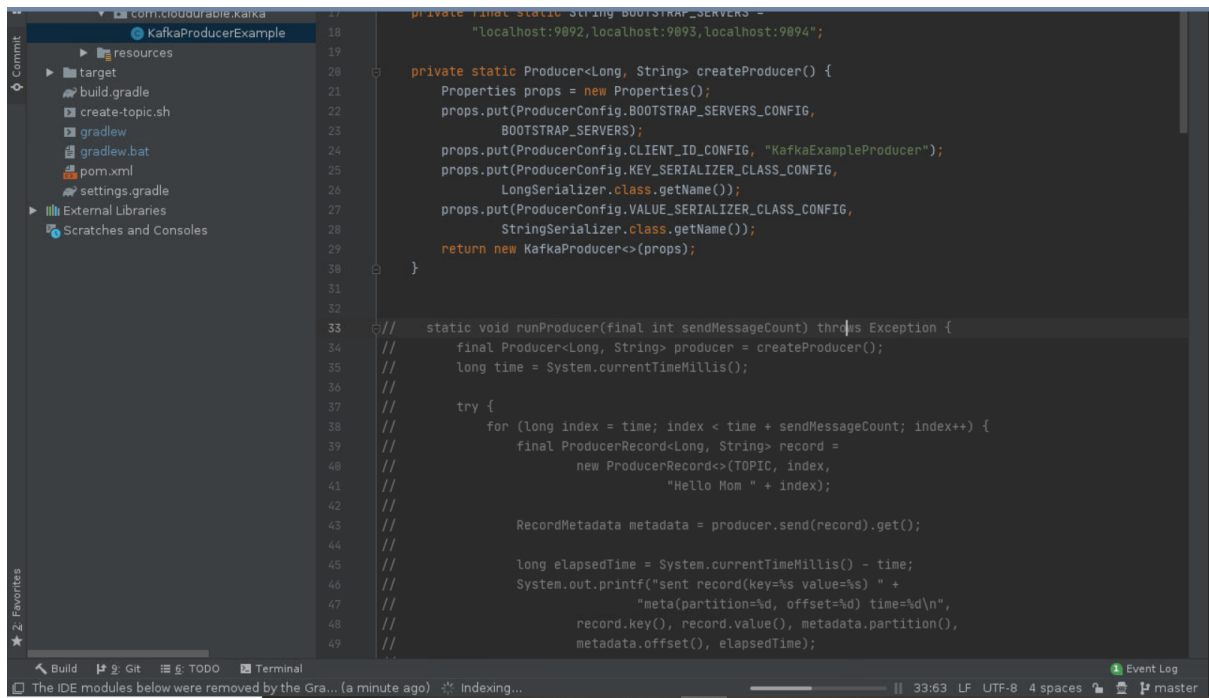 com.cloudurable.kafka
KafkaProducerExample
resources
target
build.gradle
create-topic.sh
gradlew
gradlew.bat
pom.xml
settings.gradle
External Libraries
Scratches and Consoles
Commit
2: Favorites
17 private final static String BOOTSTRAP_SERVERS =
18 "localhost:9092,localhost:9093,localhost:9094";
19
20 private static Producer<Long, String> createProducer() {
21 Properties props = new Properties();
22 props.put(ProducerConfig.BOOTSTRAP_SERVERS_CONFIG,
23 BOOTSTRAP_SERVERS);
24 props.put(ProducerConfig.CLIENT_ID_CONFIG, "KafkaExampleProducer");
25 props.put(ProducerConfig.KEY_SERIALIZER_CLASS_CONFIG,
26 LongSerializer.class.getName());
27 props.put(ProducerConfig.VALUE_SERIALIZER_CLASS_CONFIG,
28 StringSerializer.class.getName());
29 return new KafkaProducer<>(props);
30 }
31
32
33 // static void runProducer(final int sendMessageCount) throws Exception {
34 // final Producer<Long, String> producer = createProducer();
35 // long time = System.currentTimeMillis();
36 //
37 // try {
38 // for (long index = time; index < time + sendMessageCount; index++) {
39 // final ProducerRecord<Long, String> record =
40 // new ProducerRecord<>(TOPIC, index,
41 // "Hello Mom " + index);
42 //
43 // RecordMetadata metadata = producer.send(record).get();
44 //
45 // long elapsedTime = System.currentTimeMillis() - time;
46 // System.out.printf("sent record(key=%s value=%s) " +
47 // "meta(partition=%d, offset=%d) time=%d\n",
48 // record.key(), record.value(), metadata.partition(),
49 // metadata.offset(), elapsedTime);
Build 9: Git 6: TODO Terminal 1 Event Log
The IDE modules below were removed by the Gra... (a minute ago) Indexing... 33:63 LF UTF-8 4 spaces master